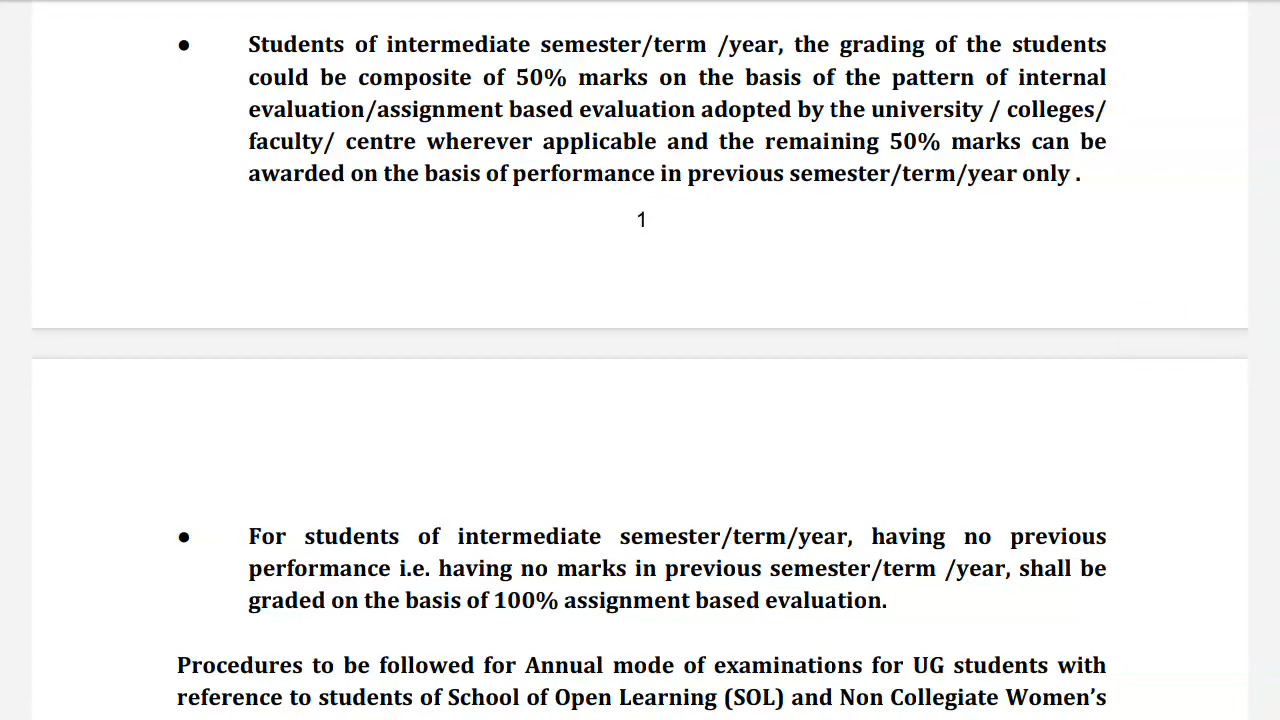 ● Students of intermediate semester/term /year, the grading of the students
could be composite of 50% marks on the basis of the pattern of internal
evaluation/assignment based evaluation adopted by the university / colleges/
faculty/ centre wherever applicable and the remaining 50% marks can be
awarded on the basis of performance in previous semester/term/year only .
1
● For students of intermediate semester/term/year, having no previous
performance i.e. having no marks in previous semester/term /year, shall be
graded on the basis of 100% assignment based evaluation.
Procedures to be followed for Annual mode of examinations for UG students with
reference to students of School of Open Learning (SOL) and Non Collegiate Women’s